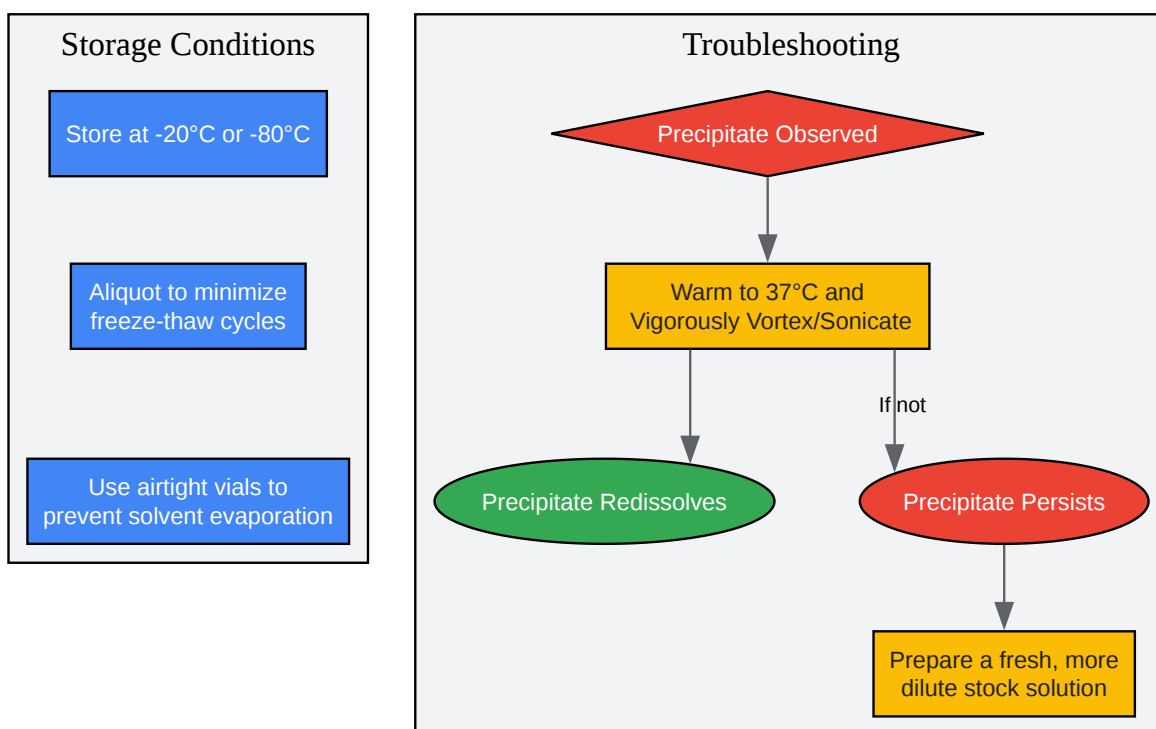 Storage Conditions
Store at -20°C or -80°C
Aliquot to minimize
freeze-thaw cycles
Use airtight vials to
prevent solvent evaporation
Troubleshooting
Precipitate Observed
Warm to 37°C and
Vigorously Vortex/Sonicate
If not
Precipitate Redissolves
Precipitate Persists
Prepare a fresh, more
dilute stock solution